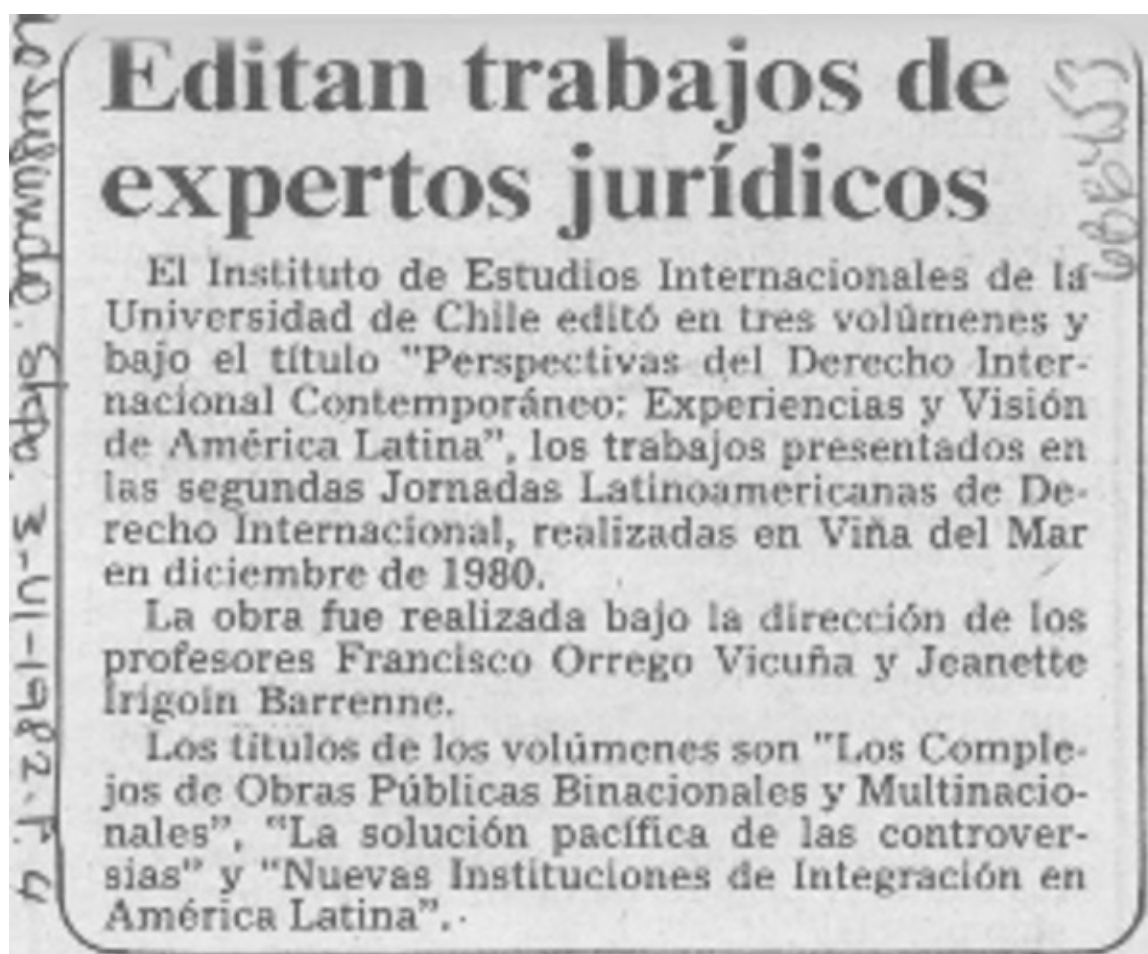 Editan trabajos de
expertos jurídicos
El Instituto de Estudios Internacionales de la
Universidad de Chile editó en tres volúmenes y
bajo el título "Perspectivas del Derecho Inter-
nacional Contemporáneo: Experiencias y Visión
de América Latina", los trabajos presentados en
las segundas Jornadas Latinoamericanas de De-
recho Internacional, realizadas en Viña del Mar
en diciembre de 1980.
La obra fue realizada bajo la dirección de los
profesores Francisco Orrego Vicuña y Jeanette
Irigoin Barrenne.
Los títulos de los volúmenes son "Los Comple-
jos de Obras Públicas Binacionales y Multinacio-
nales", "La solución pacífica de las controver-
sias" y "Nuevas Instituciones de Integración en
América Latina".
La Segunda. Stgo, 3-VI-1982. P. 4